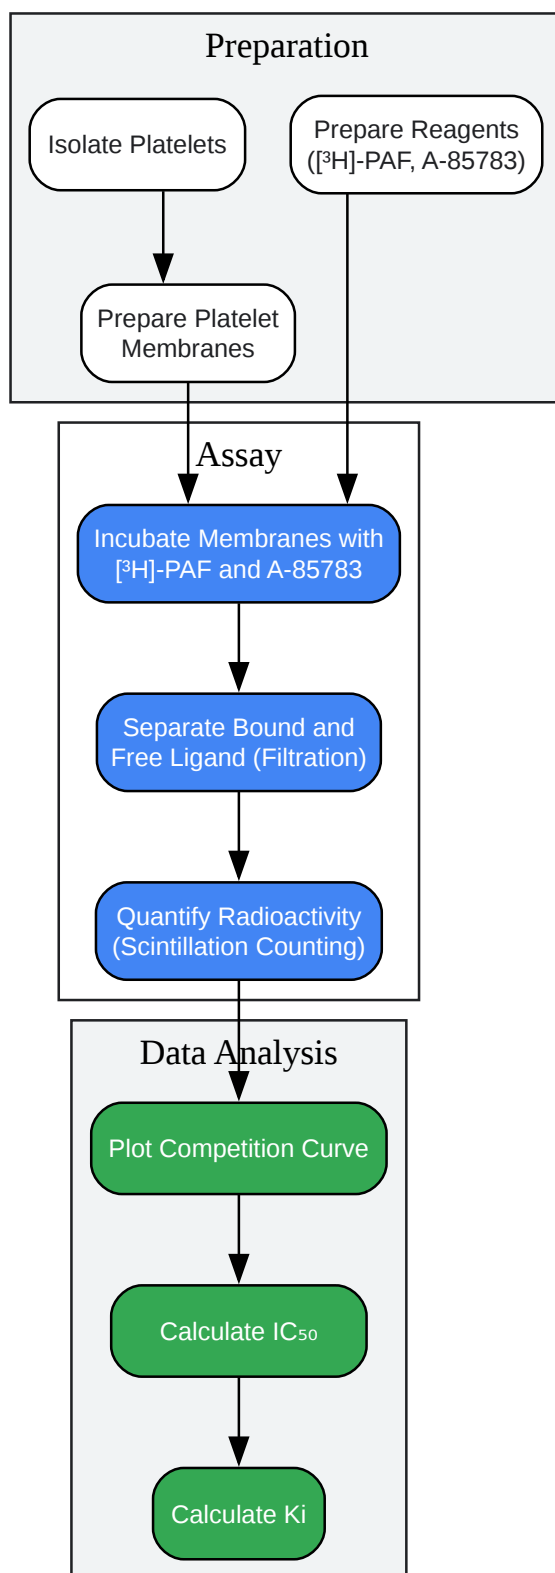 Preparation
Isolate Platelets
Prepare Reagents
([³H]-PAF, A-85783)
Prepare Platelet
Membranes
Assay
Incubate Membranes with
[³H]-PAF and A-85783
Separate Bound and
Free Ligand (Filtration)
Quantify Radioactivity
(Scintillation Counting)
Data Analysis
Plot Competition Curve
Calculate IC₅₀
Calculate Ki